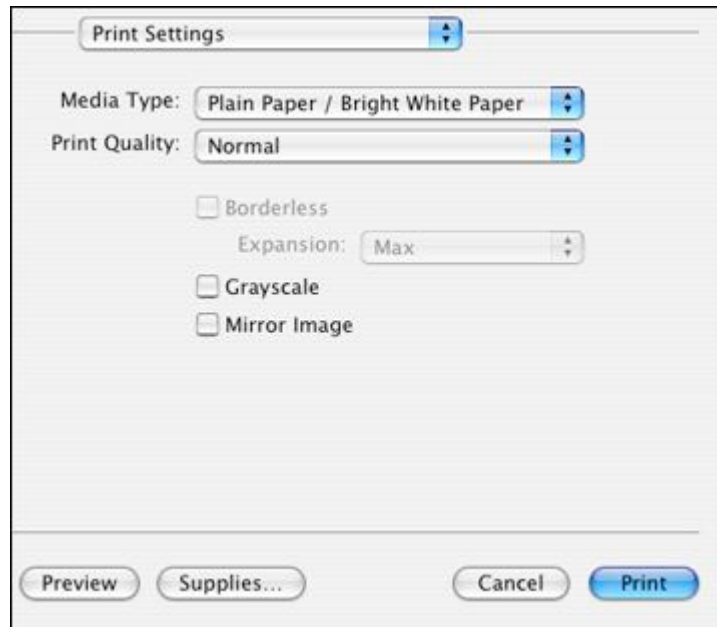 Print Settings
Media Type: Plain Paper / Bright White Paper
Print Quality: Normal
Borderless
Expansion: Max
Grayscale
Mirror Image
Preview Supplies... Cancel Print